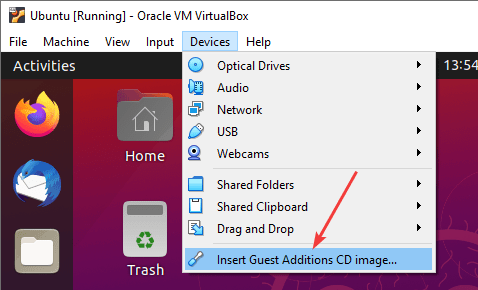 Ubuntu [Running] - Oracle VM VirtualBox
File Machine View Input Devices Help
Activities
13:54
Optical Drives
Audio
Network
USB
Webcams
Shared Folders
Shared Clipboard
Drag and Drop
Insert Guest Additions CD image...
Home
Trash